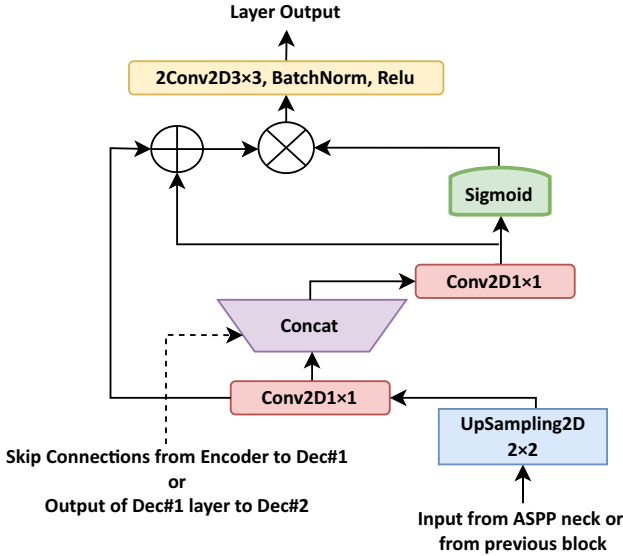 Layer Output
2Conv2D3×3, BatchNorm, Relu
Sigmoid
Conv2D1×1
Concat
Conv2D1×1
UpSampling2D
2×2
Skip Connections from Encoder to Dec#1
or
Output of Dec#1 layer to Dec#2
Input from ASPP neck or
from previous block